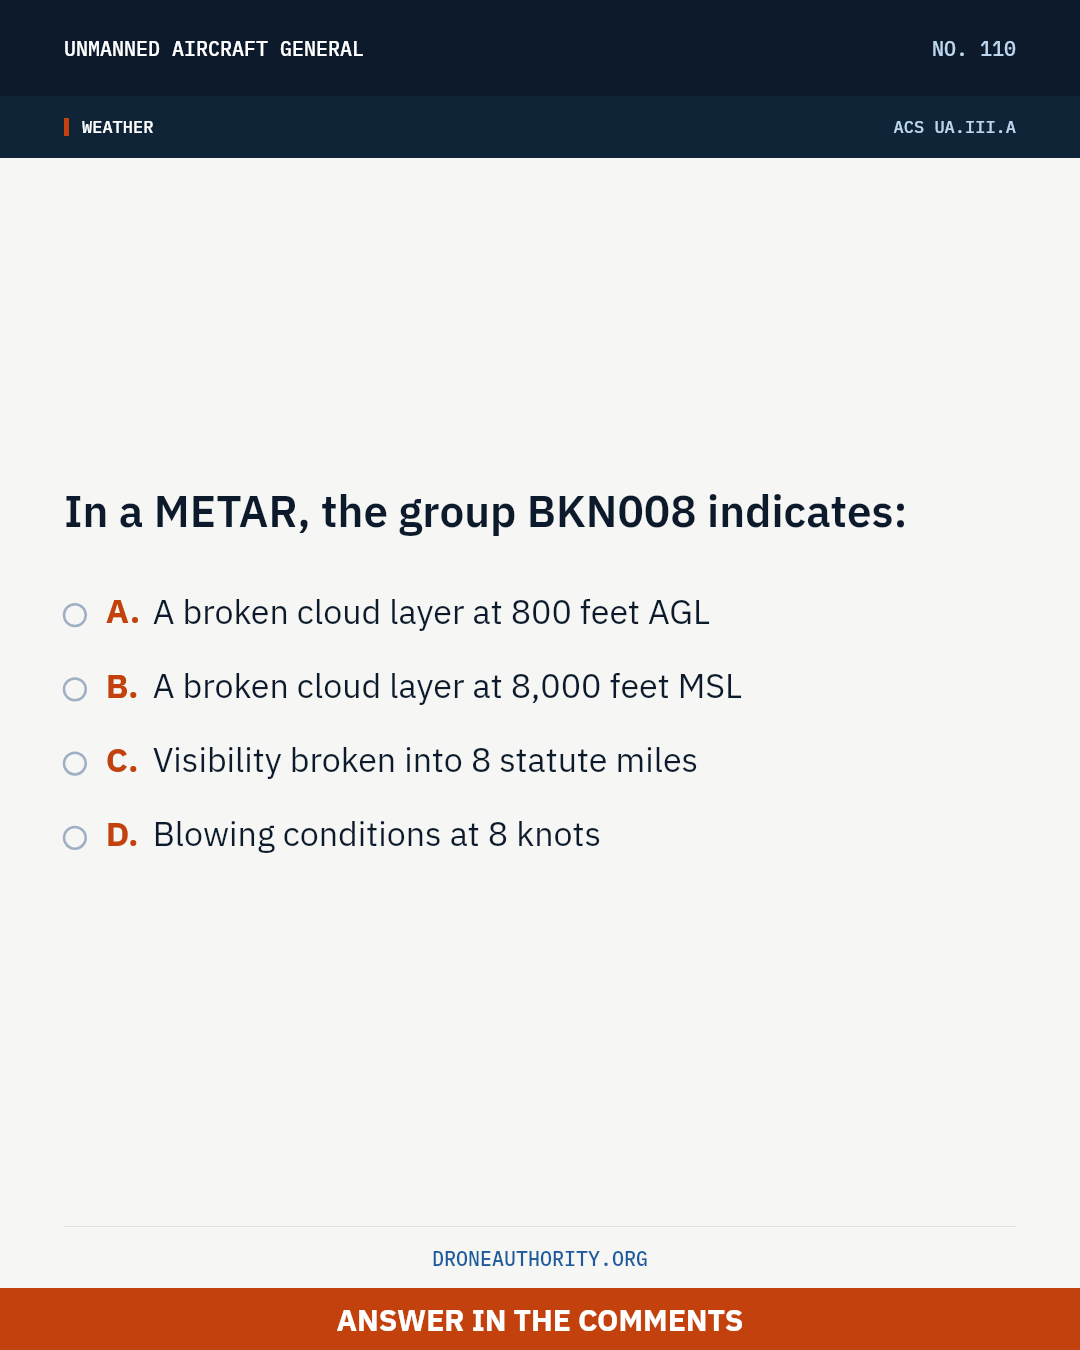 UNMANNED AIRCRAFT GENERAL
NO. 110
WEATHER
ACS UA.III.A
In a METAR, the group BKN008 indicates:
A. A broken cloud layer at 800 feet AGL
B. A broken cloud layer at 8,000 feet MSL
C. Visibility broken into 8 statute miles
D. Blowing conditions at 8 knots
DRONEAUTHORITY.ORG
ANSWER IN THE COMMENTS